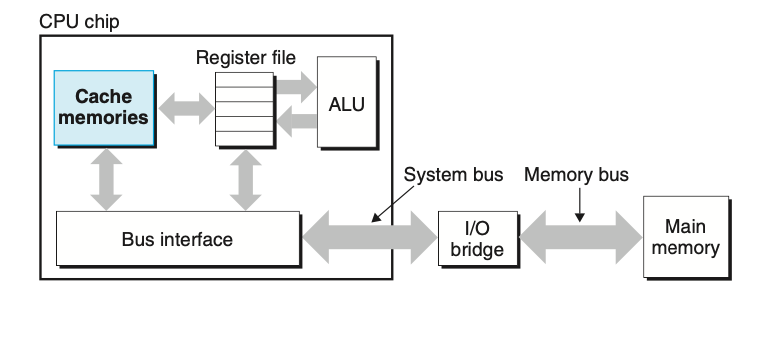 CPU chip
Register file
Cache
memories
ALU
System bus
Memory bus
Bus interface
I/O
bridge
Main
memory